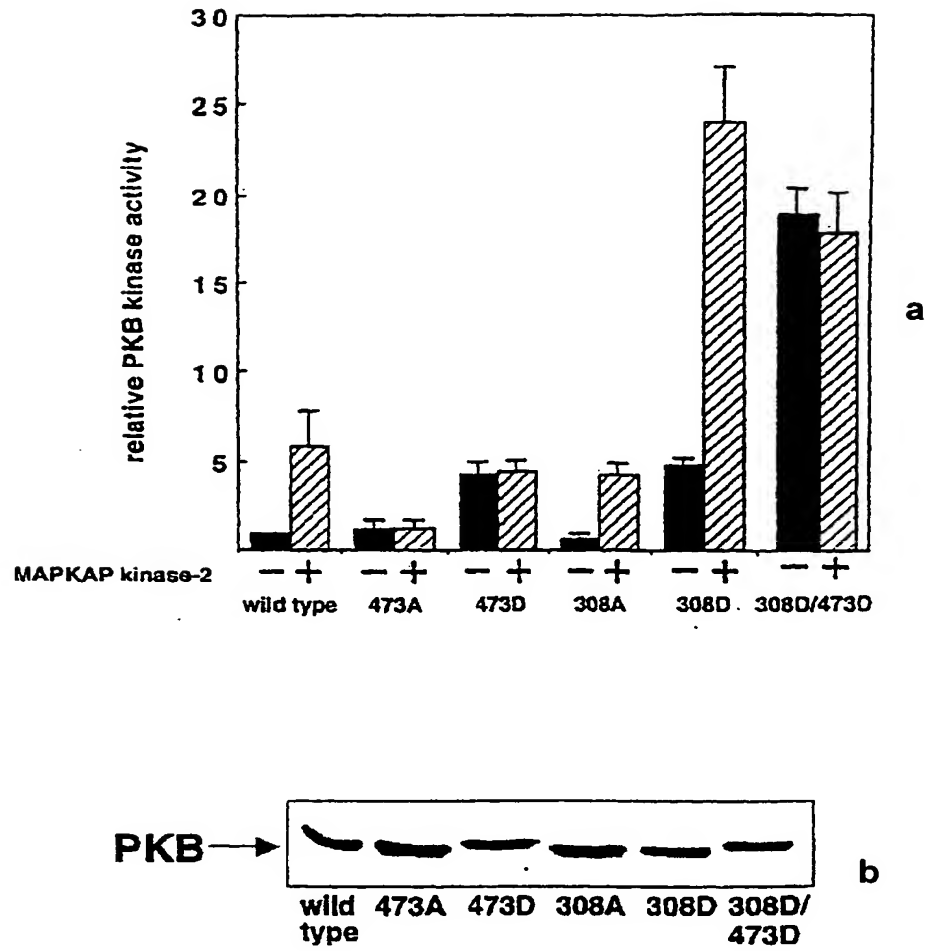 30
25
20
15
10
5
relative PKB kinase activity
a
MAPKAP kinase-2 − + − + − + − + − + − +
wild type 473A 473D 308A 308D 308D/473D
PKB
b
wild type 473A 473D 308A 308D 308D/473D